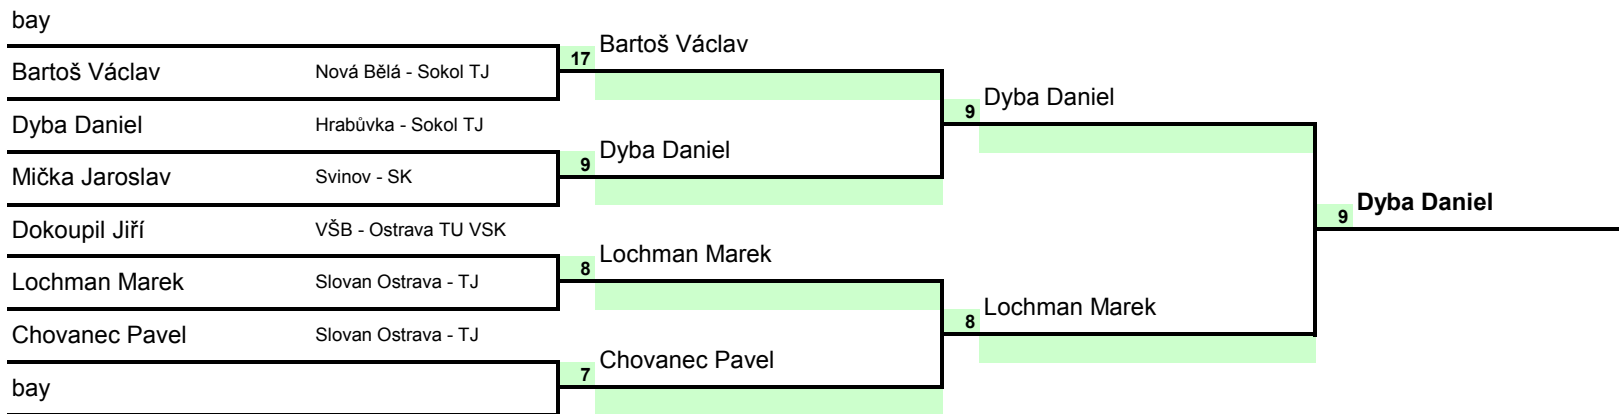 bay
17 Bartoš Václav
Bartoš Václav Nová Bělá - Sokol TJ
9 Dyba Daniel
Dyba Daniel Hrabůvka - Sokol TJ
9 Dyba Daniel
Mička Jaroslav Svinov - SK
9 Dyba Daniel
Dokoupil Jiří VŠB - Ostrava TU VSK
8 Lochman Marek
Lochman Marek Slovan Ostrava - TJ
8 Lochman Marek
Chovanec Pavel Slovan Ostrava - TJ
7 Chovanec Pavel
bay